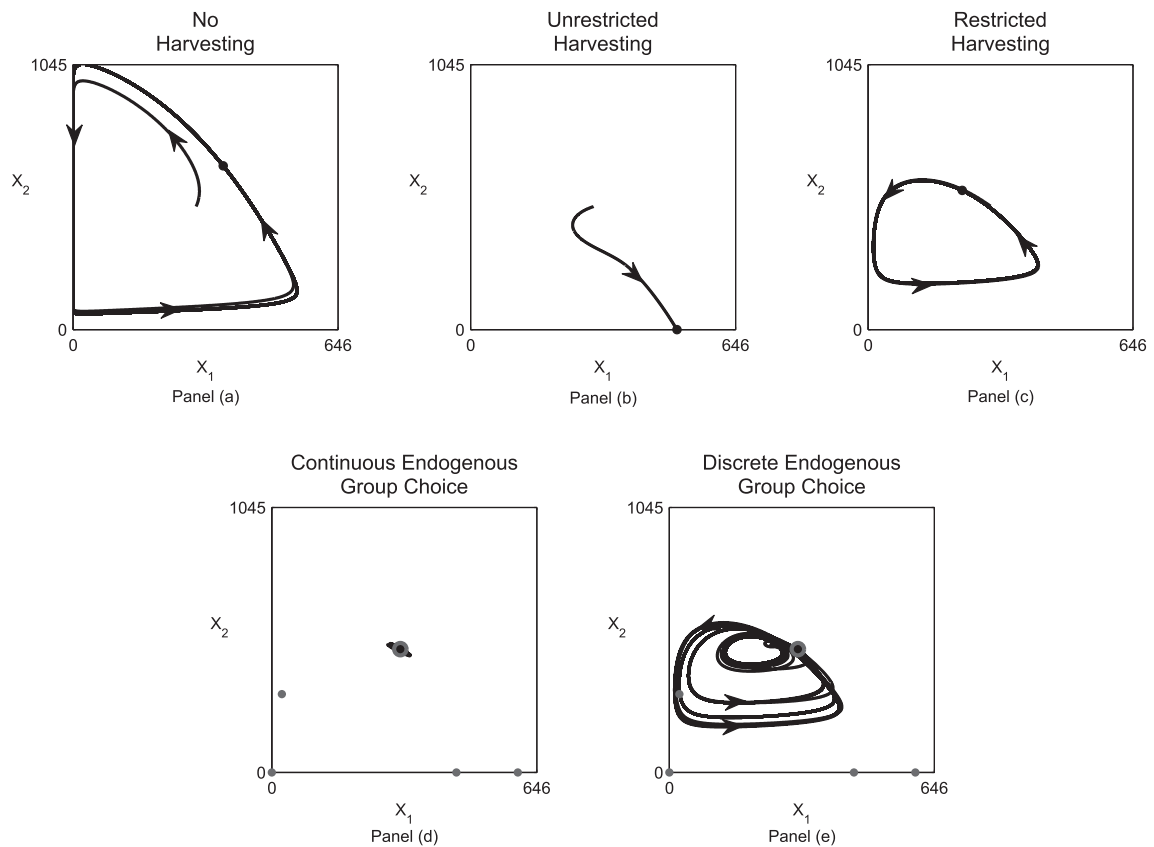 No
Harvesting
Unrestricted
Harvesting
Restricted
Harvesting
1045
X2
0
0
646
X1
Panel (a)
1045
X2
0
0
646
X1
Panel (b)
1045
X2
0
0
646
X1
Panel (c)
Continuous Endogenous
Group Choice
Discrete Endogenous
Group Choice
1045
X2
0
0
646
X1
Panel (d)
1045
X2
0
0
646
X1
Panel (e)